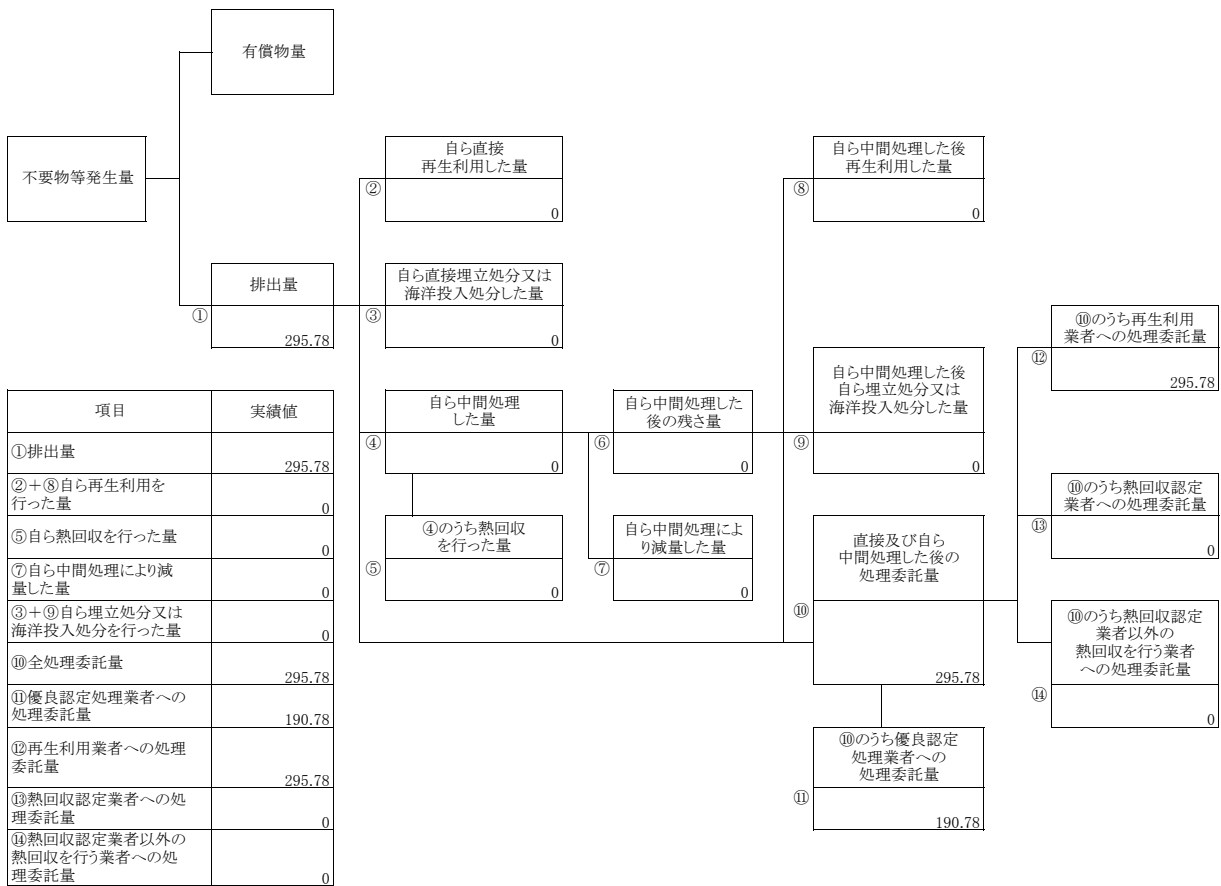 有償物量
不要物等発生量
排出量
①
295.78
自ら直接
再生利用した量
②
0
自ら直接埋立処分又は
海洋投入処分した量
③
0
自ら中間処理
した量
④
0
④のうち熱回収
を行った量
⑤
0
自ら中間処理した
後の残さ量
⑥
0
自ら中間処理によ
り減量した量
⑦
0
自ら中間処理した後
再生利用した量
⑧
0
自ら中間処理した後
自ら埋立処分又は
海洋投入処分した量
⑨
0
直接及び自ら
中間処理した後の
処理委託量
⑩
295.78
⑩のうち優良認定
処理業者への
処理委託量
⑪
190.78
⑩のうち再生利用
業者への処理委託量
⑫
295.78
⑩のうち熱回収認定
業者への処理委託量
⑬
0
⑩のうち熱回収認定
業者以外の
熱回収を行う業者
への処理委託量
⑭
0
項目 実績値
①排出量
295.78
②＋⑧自ら再生利用を
行った量
0
⑤自ら熱回収を行った量
0
⑦自ら中間処理により減
量した量
0
③＋⑨自ら埋立処分又は
海洋投入処分を行った量
0
⑩全処理委託量
295.78
⑪優良認定処理業者への
処理委託量
190.78
⑫再生利用業者への処理
委託量
295.78
⑬熱回収認定業者への処
理委託量
0
⑭熱回収認定業者以外の
熱回収を行う業者への処
理委託量
0